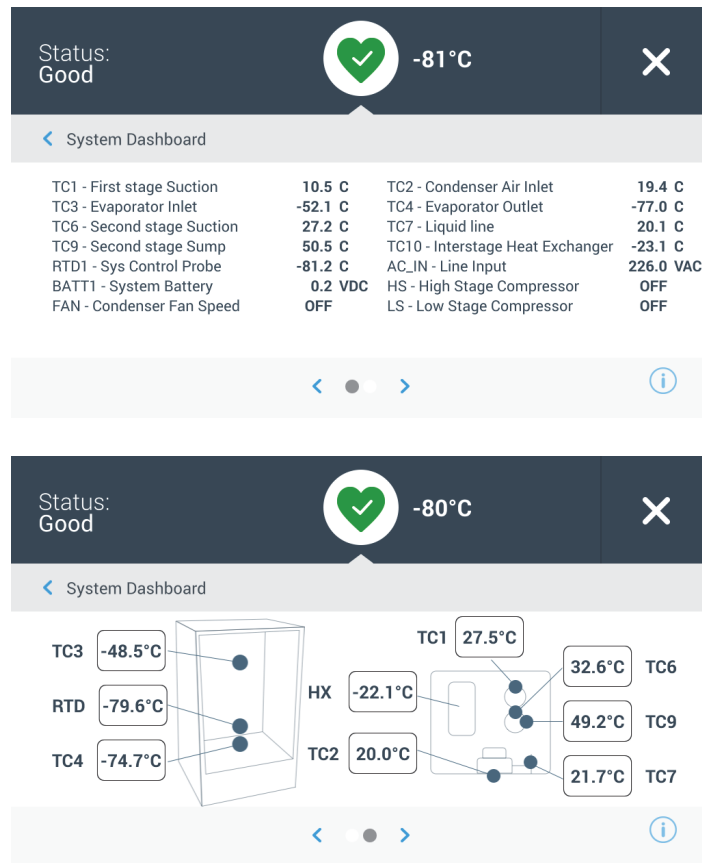 Status:
Good
-81°C
System Dashboard
TC1 - First stage Suction 10.5 C TC2 - Condenser Air Inlet 19.4 C
TC3 - Evaporator Inlet -52.1 C TC4 - Evaporator Outlet -77.0 C
TC6 - Second stage Suction 27.2 C TC7 - Liquid line 20.1 C
TC9 - Second stage Sump 50.5 C TC10 - Interstage Heat Exchanger -23.1 C
RTD1 - Sys Control Probe -81.2 C AC_IN - Line Input 226.0 VAC
BATT1 - System Battery 0.2 VDC HS - High Stage Compressor OFF
FAN - Condenser Fan Speed OFF LS - Low Stage Compressor OFF
i
Status:
Good
-80°C
System Dashboard
TC3 -48.5°C
RTD -79.6°C
TC4 -74.7°C
TC1 27.5°C
32.6°C TC6
HX -22.1°C
49.2°C TC9
TC2 20.0°C
21.7°C TC7
i